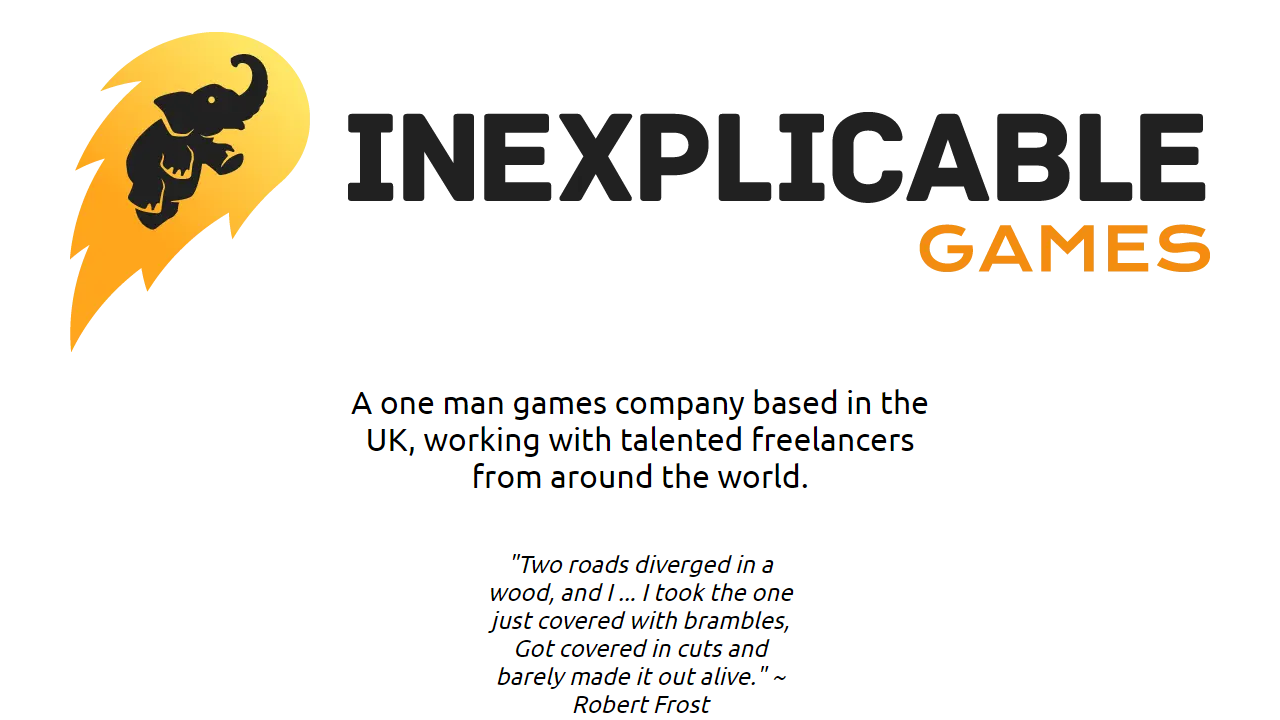 INEXPLICABLE
GAMES
A one man games company based in the
UK, working with talented freelancers
from around the world.
"Two roads diverged in a
wood, and I ... I took the one
just covered with brambles,
Got covered in cuts and
barely made it out alive." ~
Robert Frost